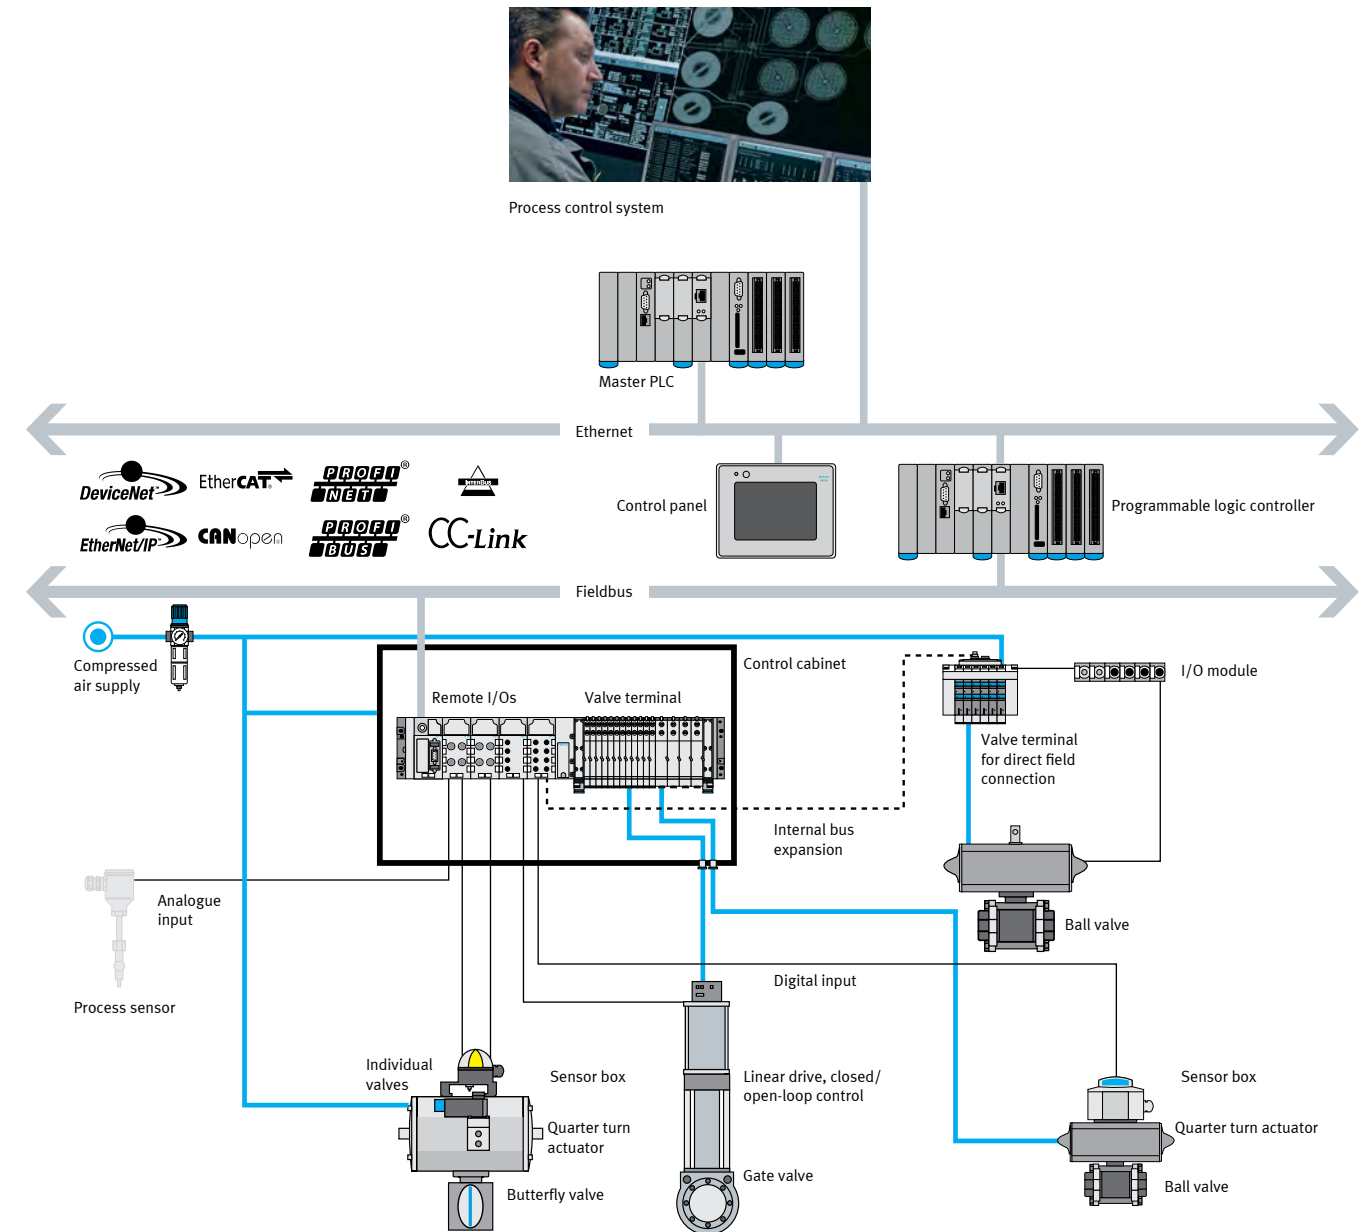 Process control system
Master PLC
Ethernet
DeviceNet™
EtherCAT®
PROFI®
NET
EtherNet/IP™
CANopen
PROFI®
BUS
CC-Link
Control panel
Programmable logic controller
Fieldbus
Compressed
air supply
Control cabinet
Remote I/Os
Valve terminal
I/O module
Valve terminal
for direct field
connection
Internal bus
expansion
Analogue
input
Ball valve
Digital input
Process sensor
Individual
valves
Sensor box
Linear drive, closed/
open-loop control
Sensor box
Quarter turn
actuator
Quarter turn actuator
Gate valve
Butterfly valve
Ball valve